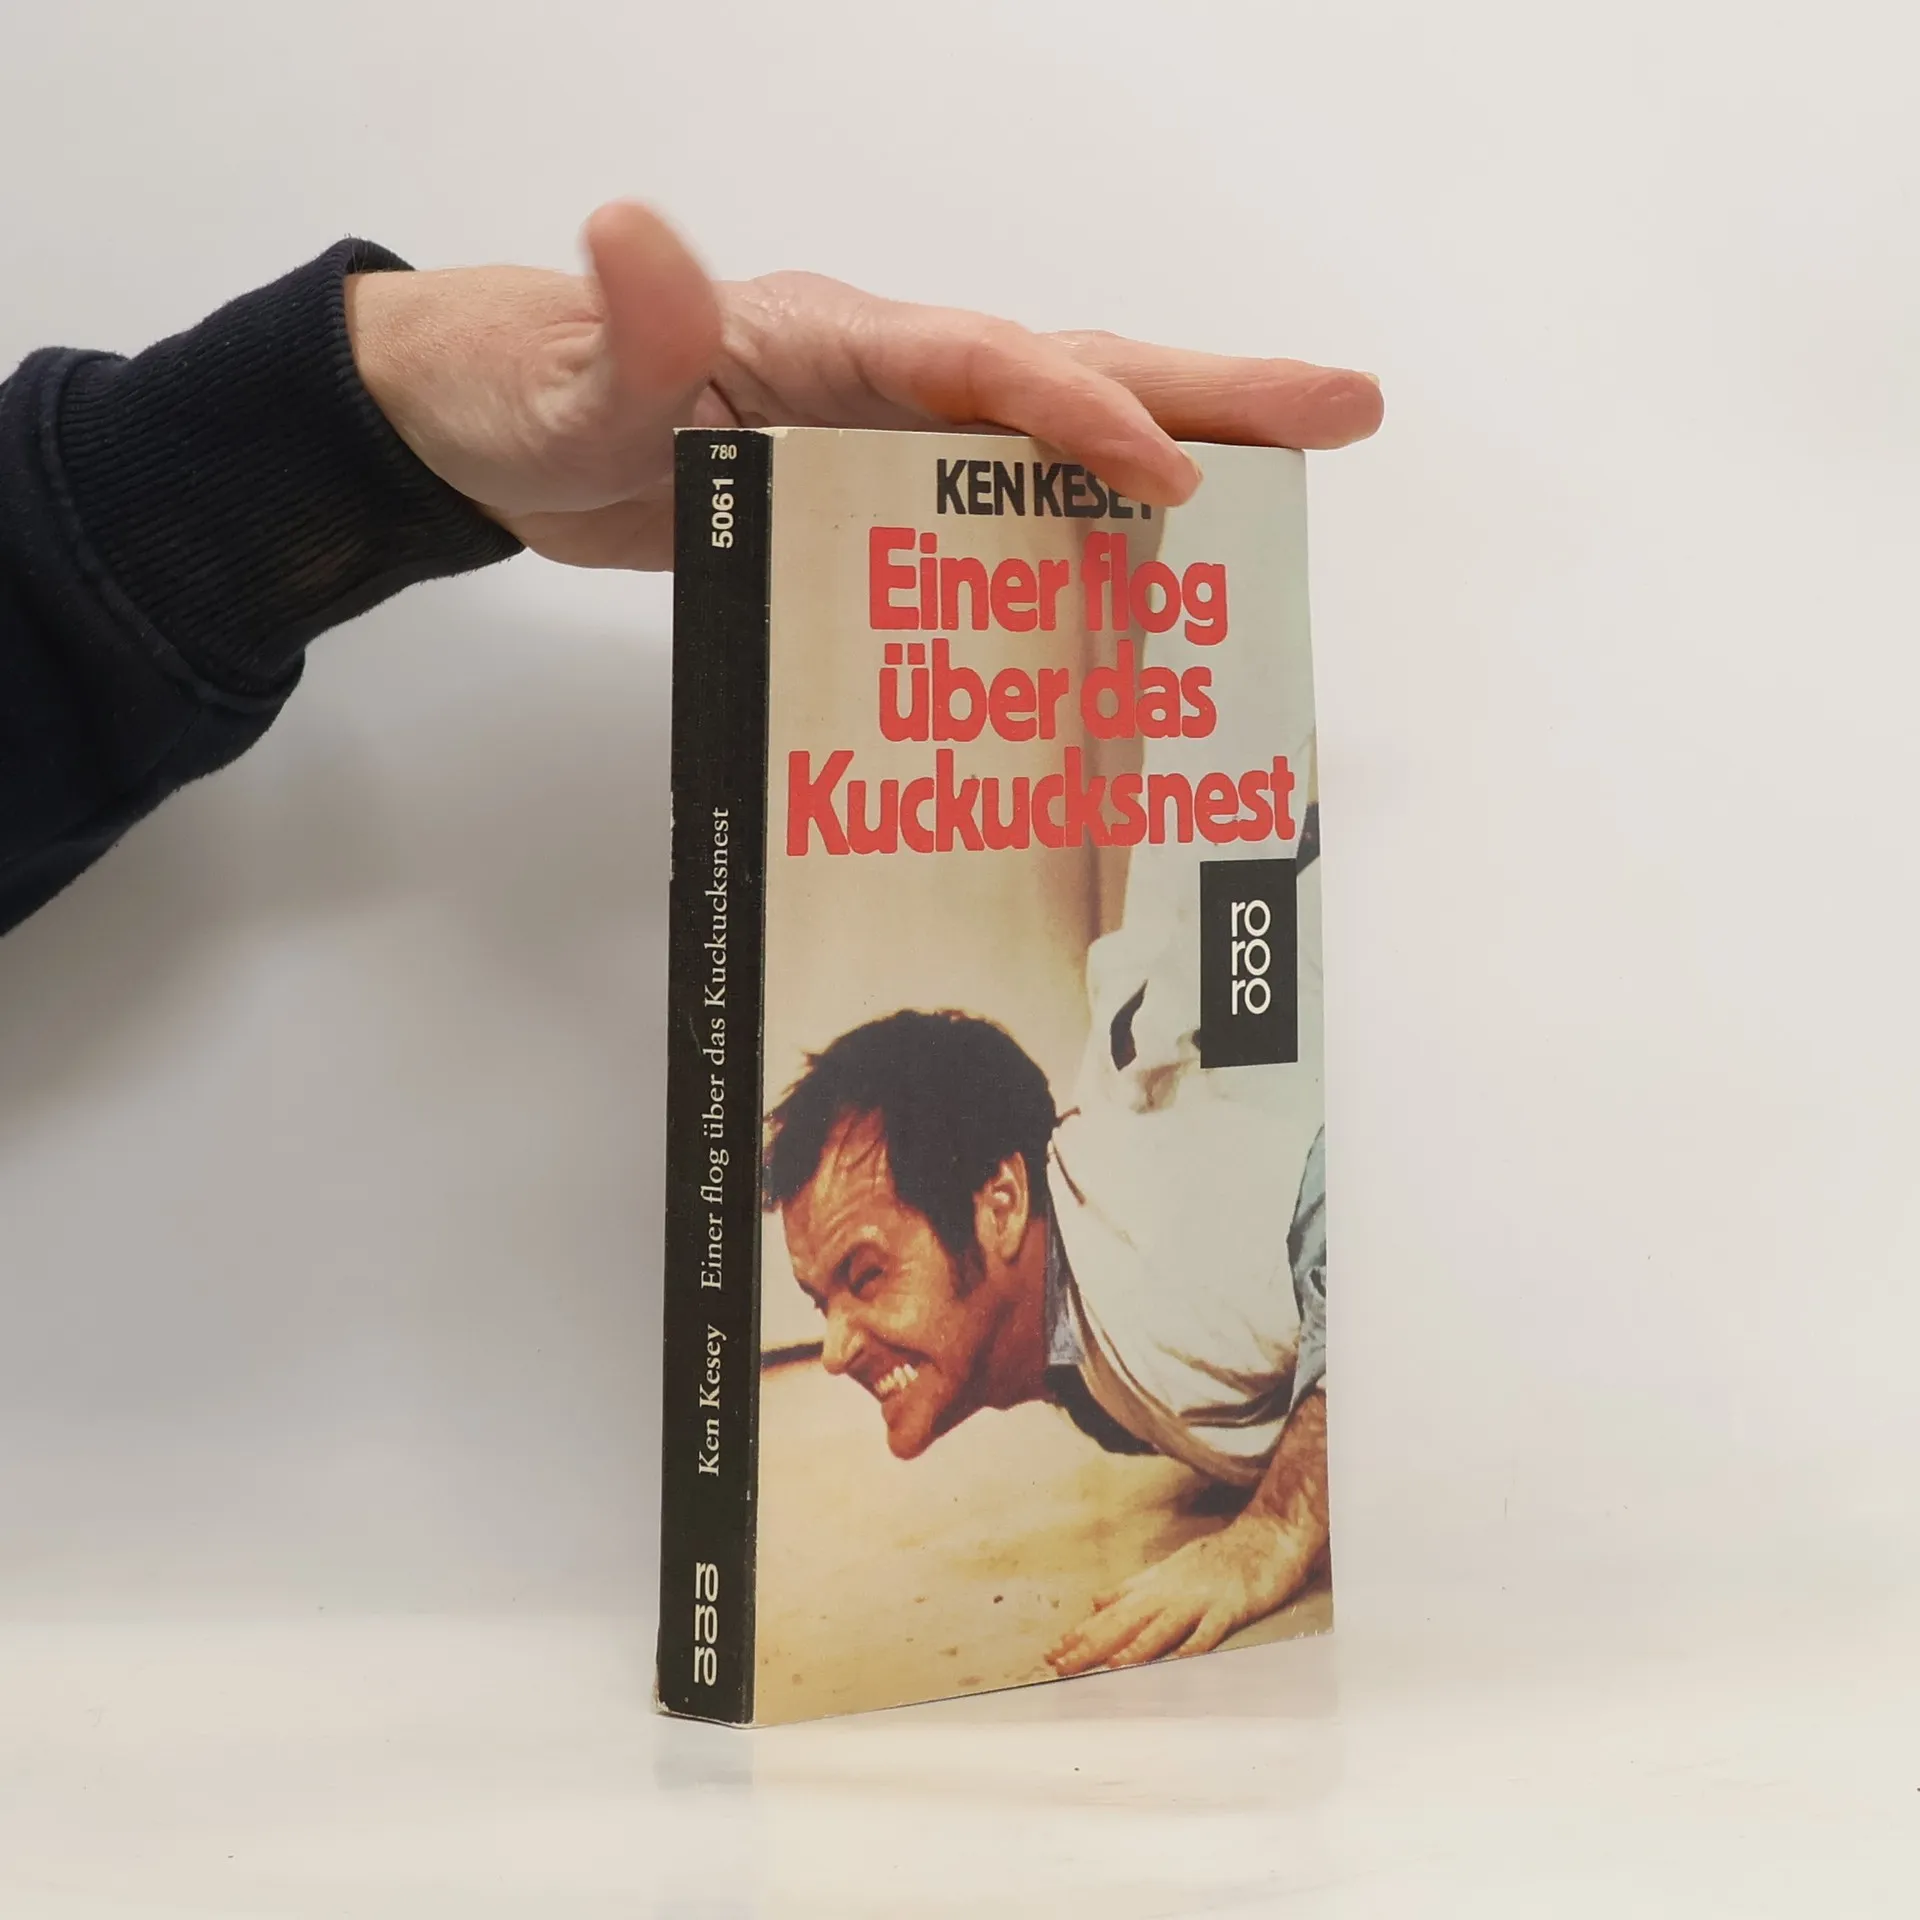 780
5061
Ken Kesey Einer flog über das Kuckucksnest
ro
ro
ro
KEN KESEY
Einer flog
über das
Kuckucksnest
ro
ro
ro